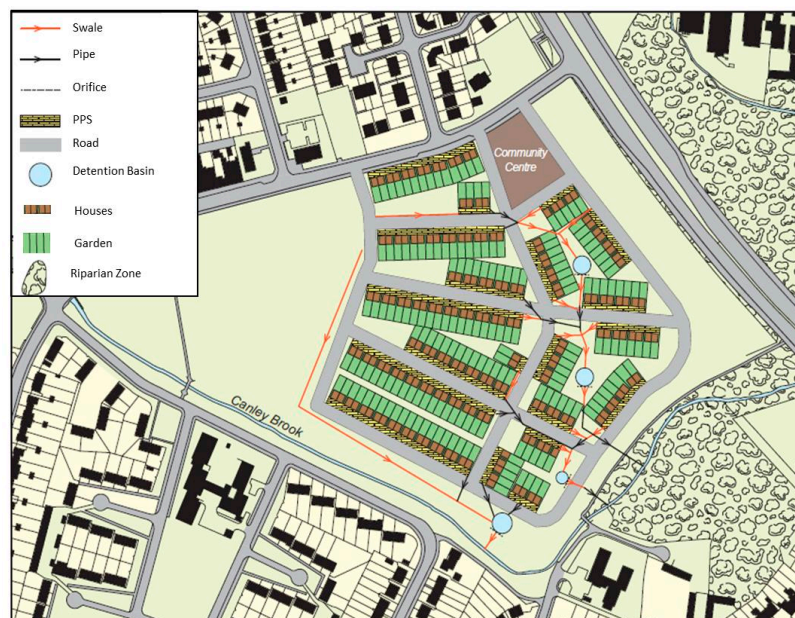 Swale
Pipe
Orifice
PPS
Road
Detention Basin
Houses
Garden
Riparian Zone
Community
Centre
Canley Brook